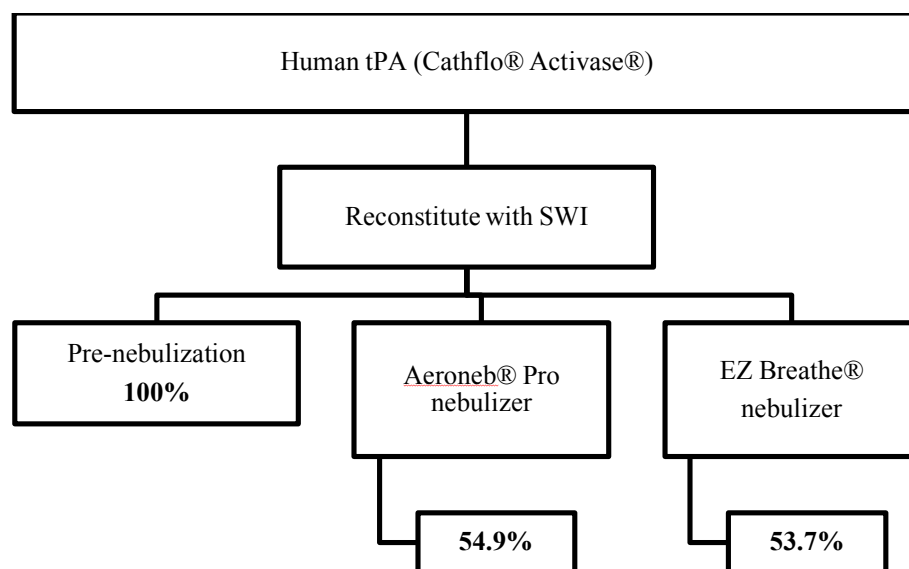 Human tPA (Cathflo® Activase®)
Reconstitute with SWI
Pre-nebulization
100%
Aeroneb® Pro
nebulizer
EZ Breathe®
nebulizer
54.9%
53.7%